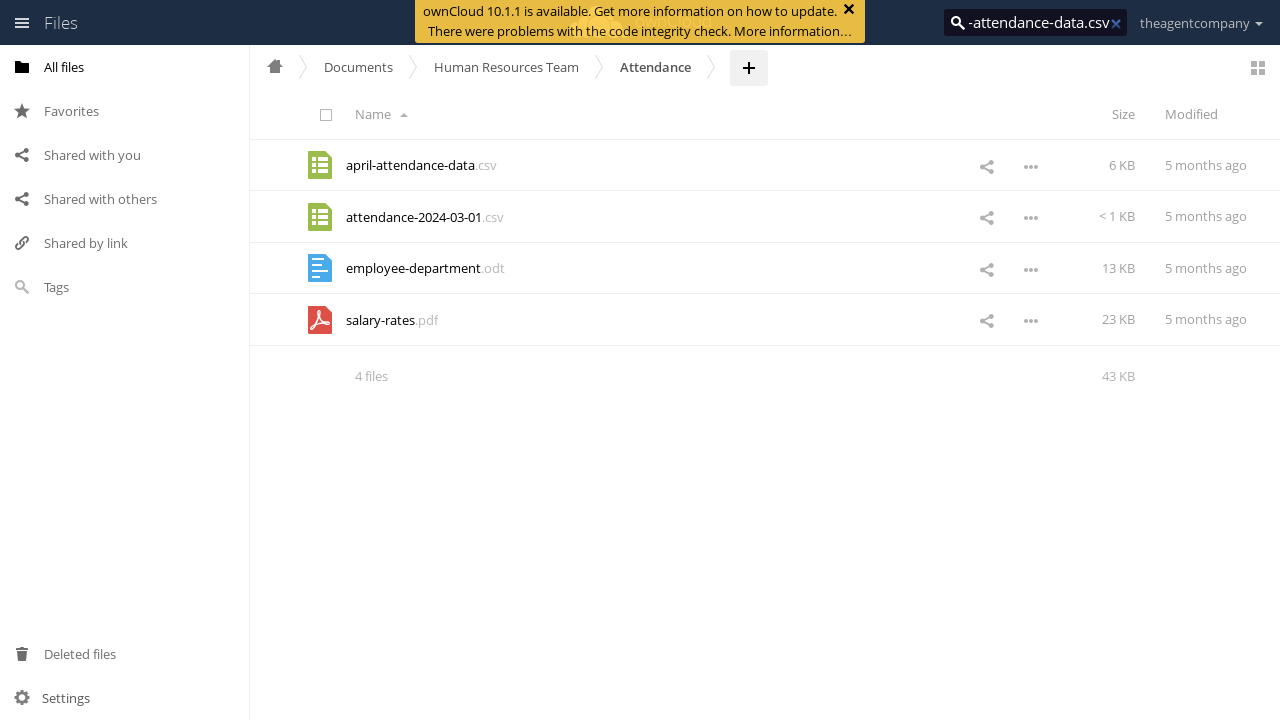 Files
ownCloud 10.1.1 is available. Get more information on how to update.
There were problems with the code integrity check. More information…
-attendance-data.csv
theagentcompany
All files
Favorites
Shared with you
Shared with others
Shared by link
Tags
Deleted files
Settings
Documents
Human Resources Team
Attendance
Name
Size
Modified
april-attendance-data.csv
6 KB
5 months ago
attendance-2024-03-01.csv
< 1 KB
5 months ago
employee-department.odt
13 KB
5 months ago
salary-rates.pdf
23 KB
5 months ago
4 files
43 KB